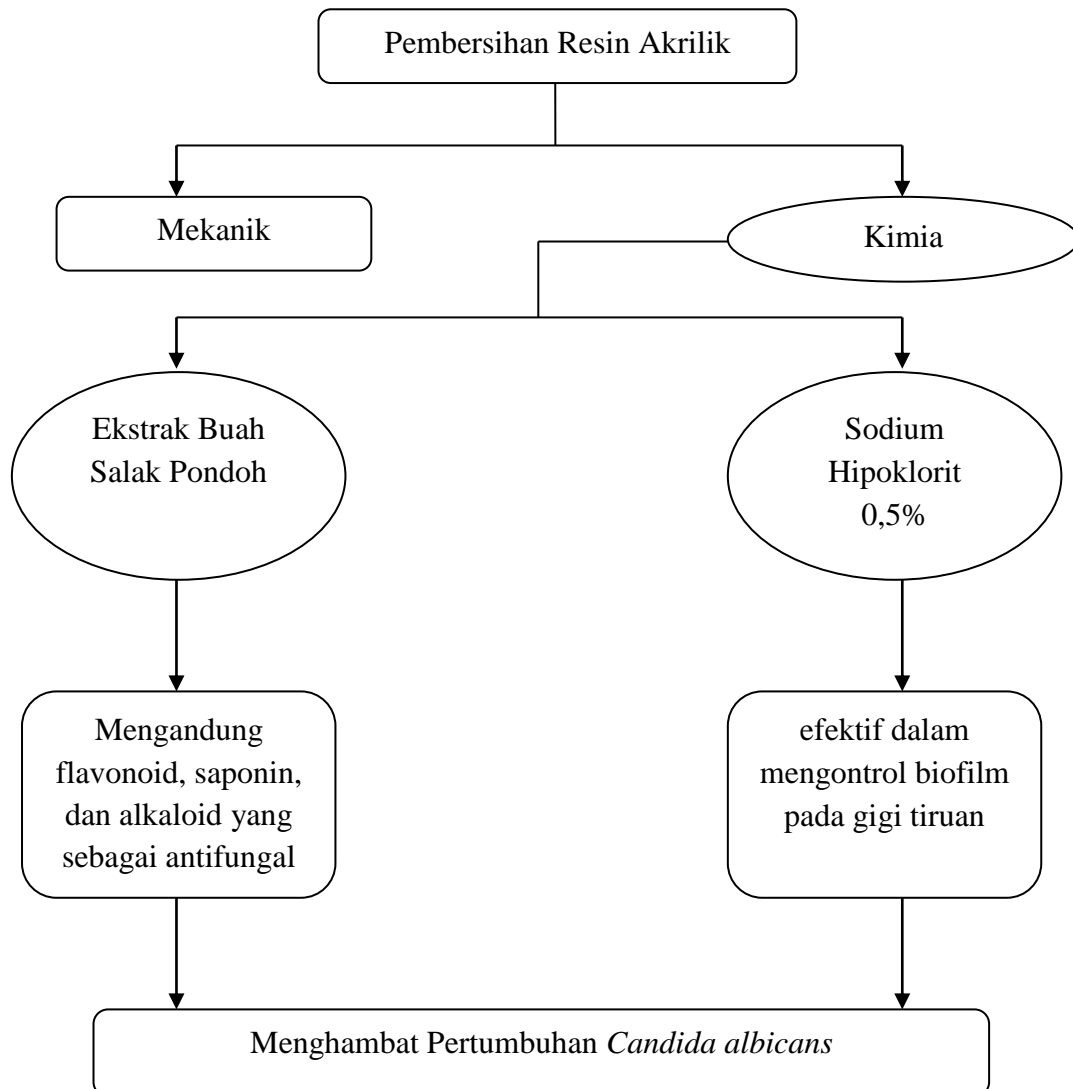 Pembersihan Resin Akrilik
Mekanik
Kimia
Ekstrak Buah
Salak Pondoh
Sodium
Hipoklorit
0,5%
Mengandung
flavonoid, saponin,
dan alkaloid yang
sebagai antifungal
efektif dalam
mengontrol biofilm
pada gigi tiruan
Menghambat Pertumbuhan Candida albicans